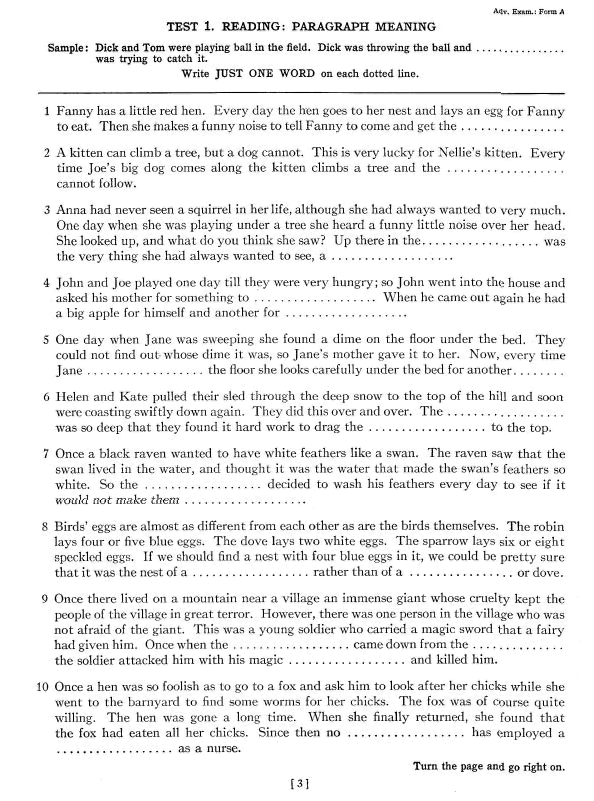 Adv. Exam.: Form A
TEST 1. READING: PARAGRAPH MEANING
Sample: Dick and Tom were playing ball in the field. Dick was throwing the ball and ...............
was trying to catch it.
Write JUST ONE WORD on each dotted line.
1 Fanny has a little red hen. Every day the hen goes to her nest and lays an egg for Fanny
to eat. Then she makes a funny noise to tell Fanny to come and get the ................
2 A kitten can climb a tree, but a dog cannot. This is very lucky for Nellie's kitten. Every
time Joe's big dog comes along the kitten climbs a tree and the ..................
cannot follow.
3 Anna had never seen a squirrel in her life, although she had always wanted to very much.
One day when she was playing under a tree she heard a funny little noise over her head.
She looked up, and what do you think she saw? Up there in the.................. was
the very thing she had always wanted to see, a ...................
4 John and Joe played one day till they were very hungry; so John went into the house and
asked his mother for something to ................... When he came out again he had
a big apple for himself and another for ...................
5 One day when Jane was sweeping she found a dime on the floor under the bed. They
could not find out whose dime it was, so Jane's mother gave it to her. Now, every time
Jane .................. the floor she looks carefully under the bed for another........
6 Helen and Kate pulled their sled through the deep snow to the top of the hill and soon
were coasting swiftly down again. They did this over and over. The ..................
was so deep that they found it hard work to drag the .................. to the top.
7 Once a black raven wanted to have white feathers like a swan. The raven saw that the
swan lived in the water, and thought it was the water that made the swan's feathers so
white. So the .................. decided to wash his feathers every day to see if it
would not make them ...................
8 Birds' eggs are almost as different from each other as are the birds themselves. The robin
lays four or five blue eggs. The dove lays two white eggs. The sparrow lays six or eight
speckled eggs. If we should find a nest with four blue eggs in it, we could be pretty sure
that it was the nest of a .................. rather than of a ................ or dove.
9 Once there lived on a mountain near a village an immense giant whose cruelty kept the
people of the village in great terror. However, there was one person in the village who was
not afraid of the giant. This was a young soldier who carried a magic sword that a fairy
had given him. Once when the .................. came down from the ..............
the soldier attacked him with his magic .................. and killed him.
10 Once a hen was so foolish as to go to a fox and ask him to look after her chicks while she
went to the barnyard to find some worms for her chicks. The fox was of course quite
willing. The hen was gone a long time. When she finally returned, she found that
the fox had eaten all her chicks. Since then no .................. has employed a
.................. as a nurse.
Turn the page and go right on.
[ 3 ]